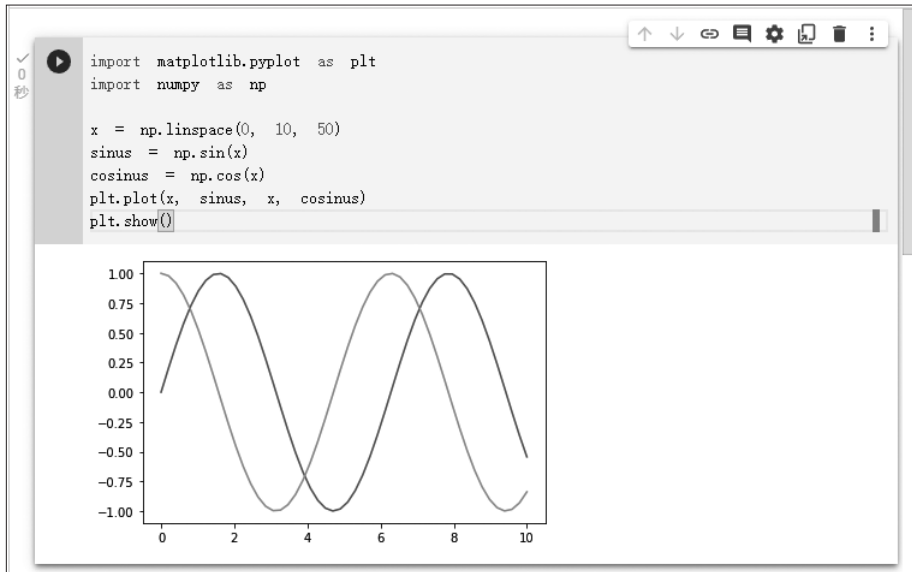 import matplotlib.pyplot as plt
0
秒
import numpy as np
x = np.linspace(0, 10, 50)
sinus = np.sin(x)
cosinus = np.cos(x)
plt.plot(x, sinus, x, cosinus)
plt.show()
1.00
0.75
0.50
0.25
0.00
−0.25
−0.50
−0.75
−1.00
0 2 4 6 8 10